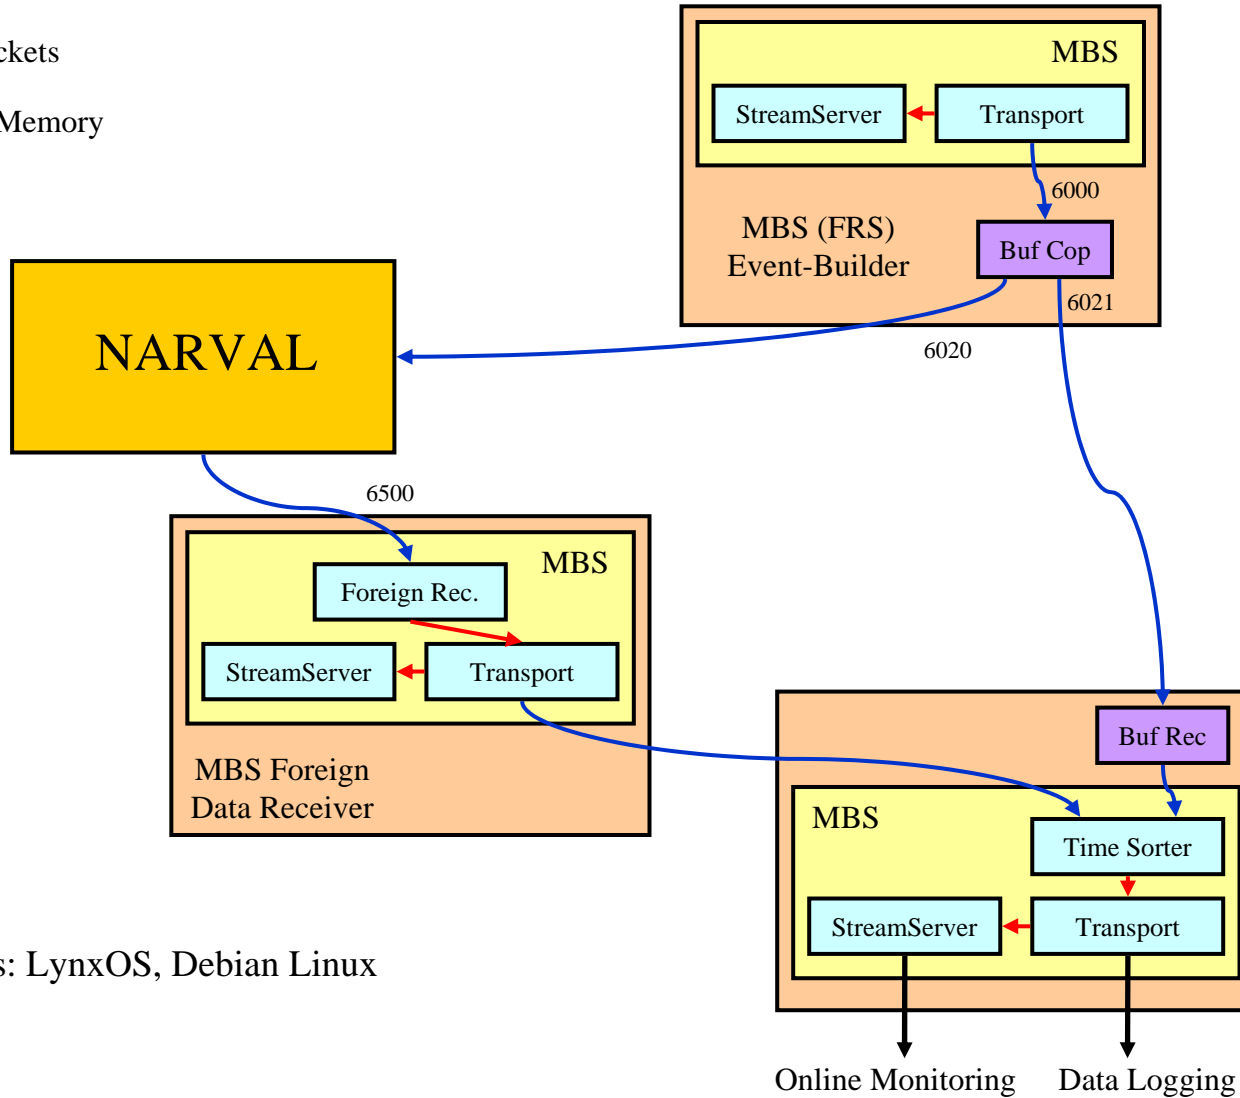 ckets
Memory
MBS
StreamServer
Transport
6000
MBS (FRS)
Event-Builder
Buf Cop
6021
6020
NARVAL
6500
MBS
Foreign Rec.
StreamServer
Transport
MBS Foreign
Data Receiver
Buf Rec
MBS
Time Sorter
StreamServer
Transport
s: LynxOS, Debian Linux
Online Monitoring
Data Logging